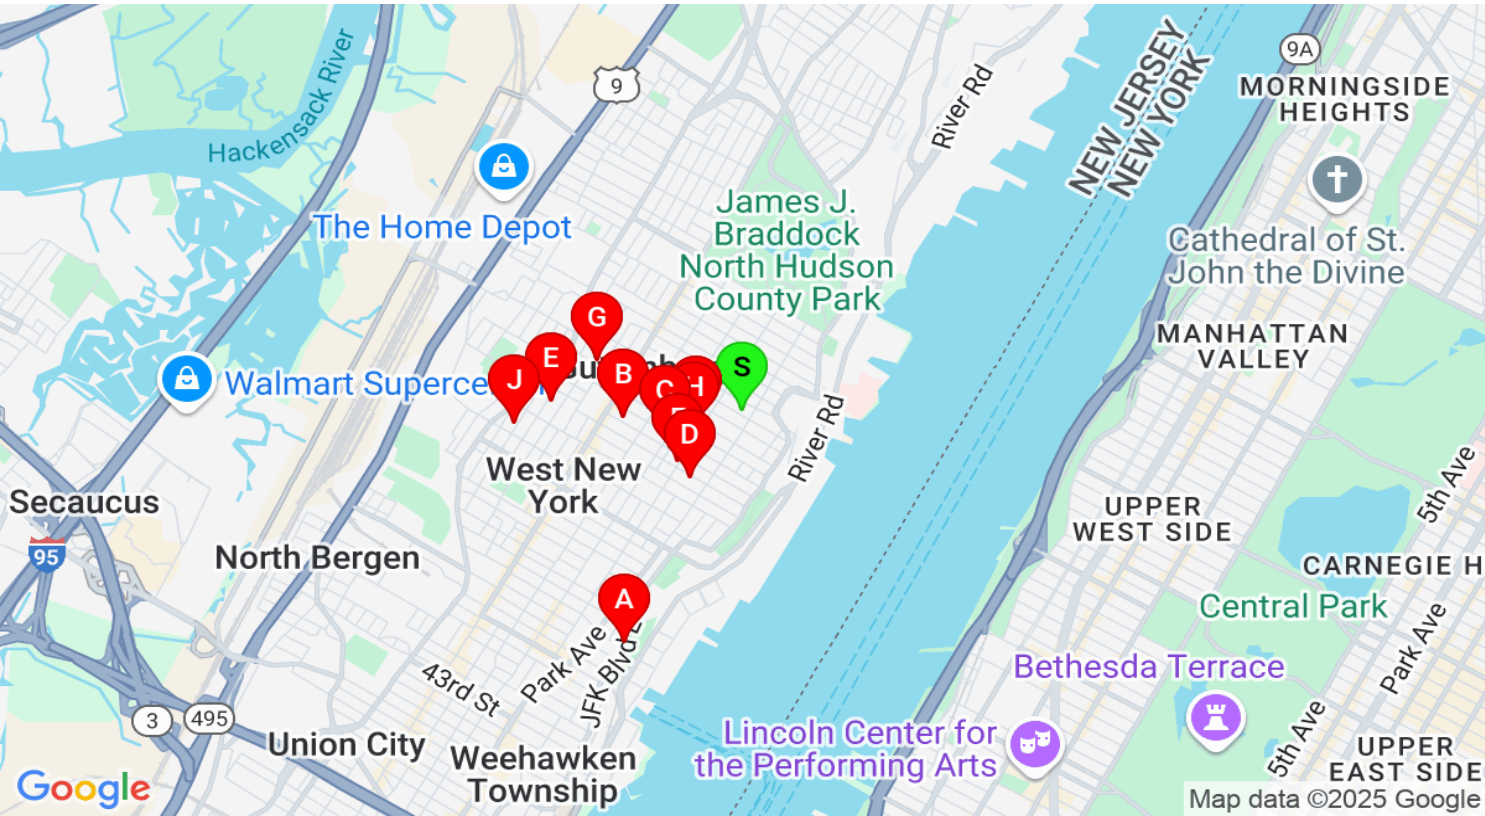 9A
MORNINGSIDE
HEIGHTS
NEW JERSEY
NEW YORK
9
River Rd
Hackensack River
The Home Depot
James J.
Braddock
North Hudson
County Park
Cathedral of St.
John the Divine
MANHATTAN
VALLEY
G
E
J
B
C
H
S
Walmart
D
River Rd
West New
York
Secaucus
95
North Bergen
UPPER
WEST SIDE
5th Ave
CARNEGIE H
Central Park
A
Park Ave
JFK Blvd E
43rd St
Park Ave
Bethesda Terrace
3
495
Union City
Weehawken
Township
Lincoln Center for
the Performing Arts
5th Ave
UPPER
EAST SIDE
Google
Map data ©2025 Google